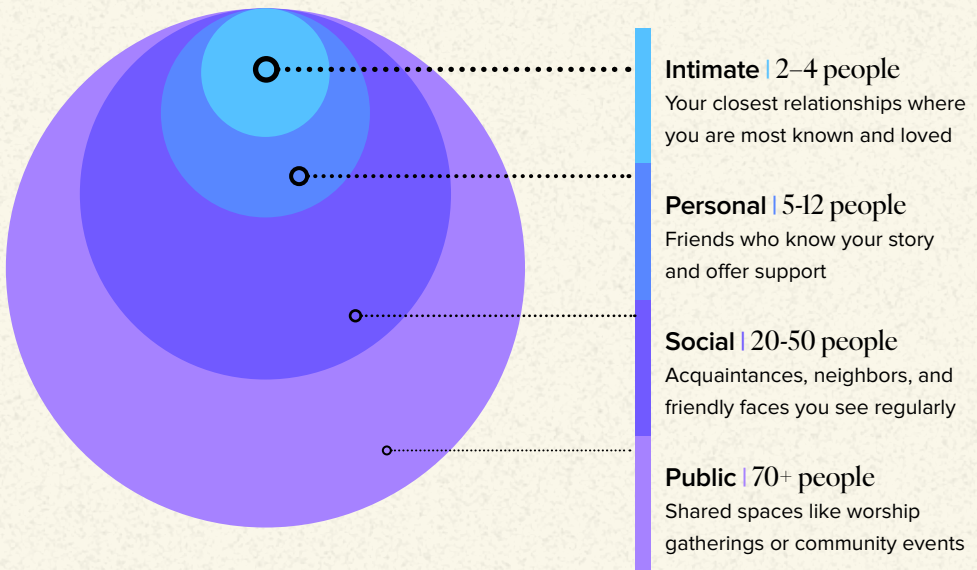 Intimate | 2–4 people
Your closest relationships where
you are most known and loved
Personal | 5-12 people
Friends who know your story
and offer support
Social | 20-50 people
Acquaintances, neighbors, and
friendly faces you see regularly
Public | 70+ people
Shared spaces like worship
gatherings or community events